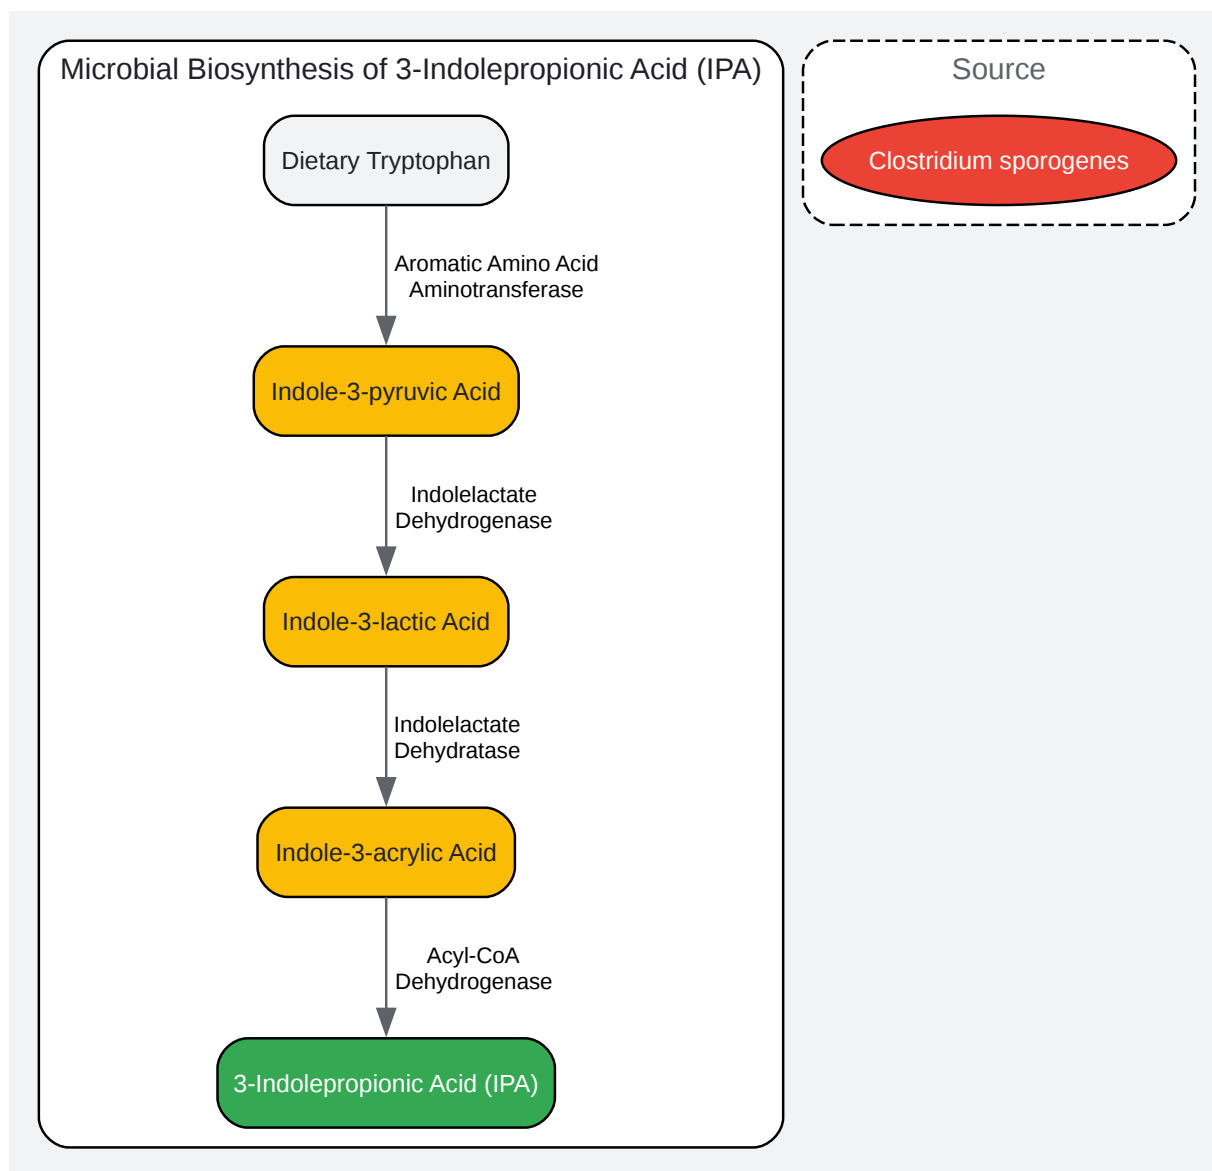 Microbial Biosynthesis of 3-Indolepropionic Acid (IPA)
Dietary Tryptophan
Aromatic Amino Acid
Aminotransferase
Indole-3-pyruvic Acid
Indolelactate
Dehydrogenase
Indole-3-lactic Acid
Indolelactate
Dehydratase
Indole-3-acrylic Acid
Acyl-CoA
Dehydrogenase
3-Indolepropionic Acid (IPA)
Source
Clostridium sporogenes